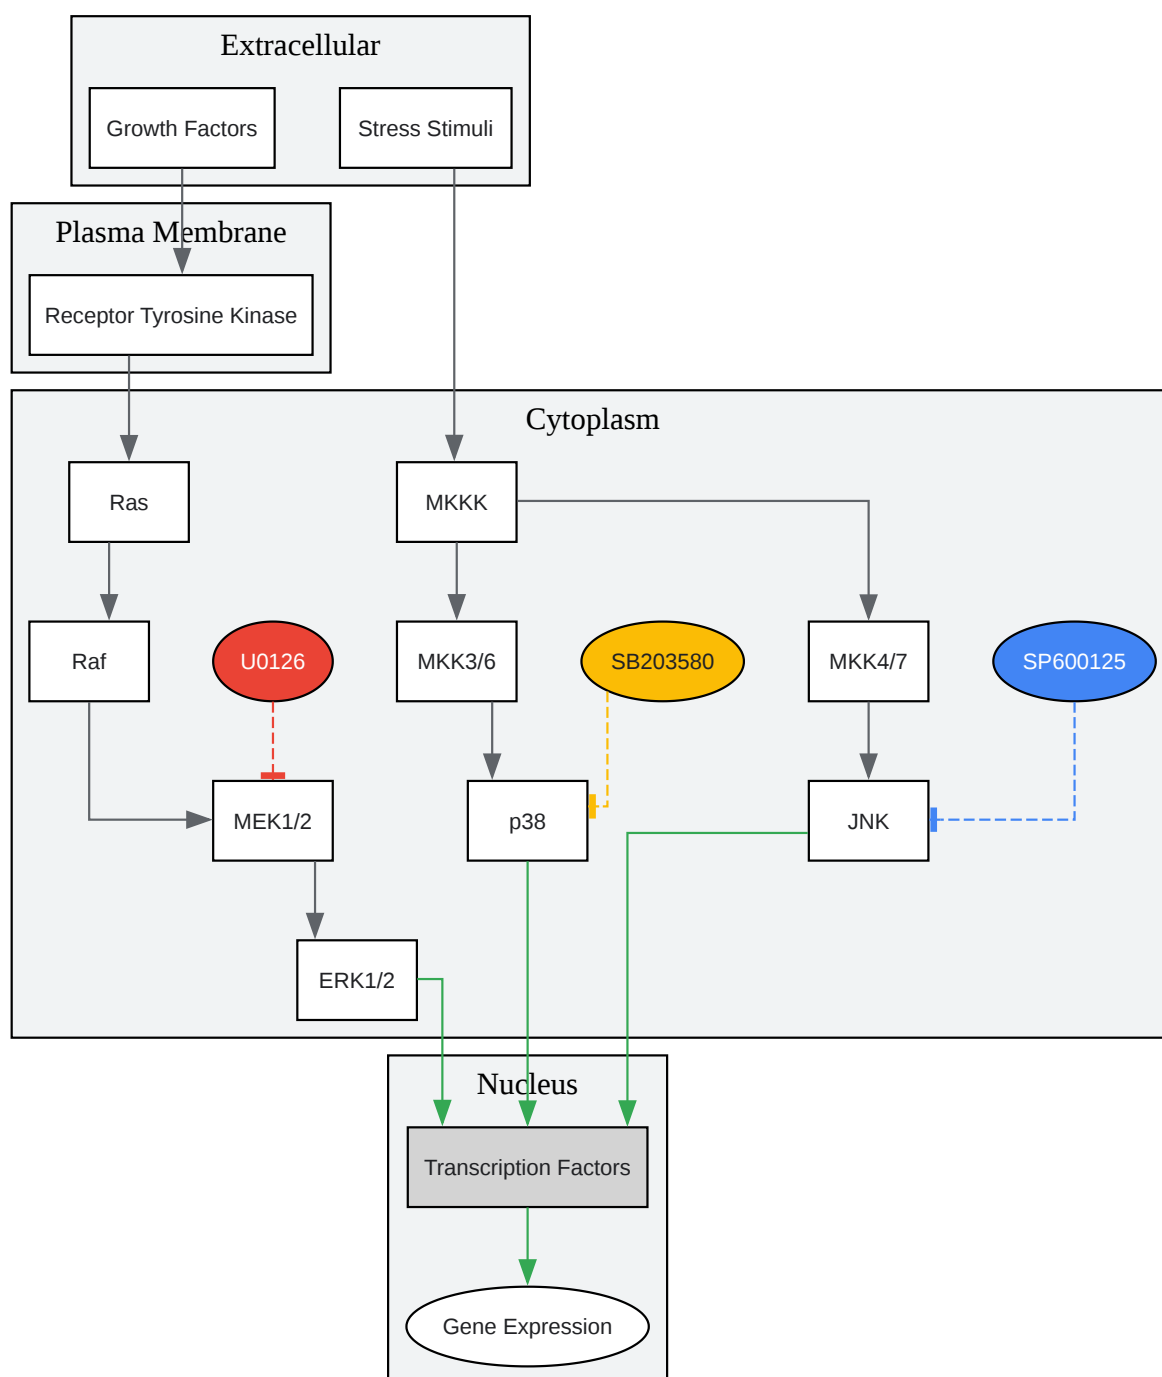 Extracellular
Growth Factors
Stress Stimuli
Plasma Membrane
Receptor Tyrosine Kinase
Cytoplasm
Ras
MKKK
Raf
U0126
MKK3/6
SB203580
MKK4/7
SP600125
MEK1/2
p38
JNK
ERK1/2
Nucleus
Transcription Factors
Gene Expression